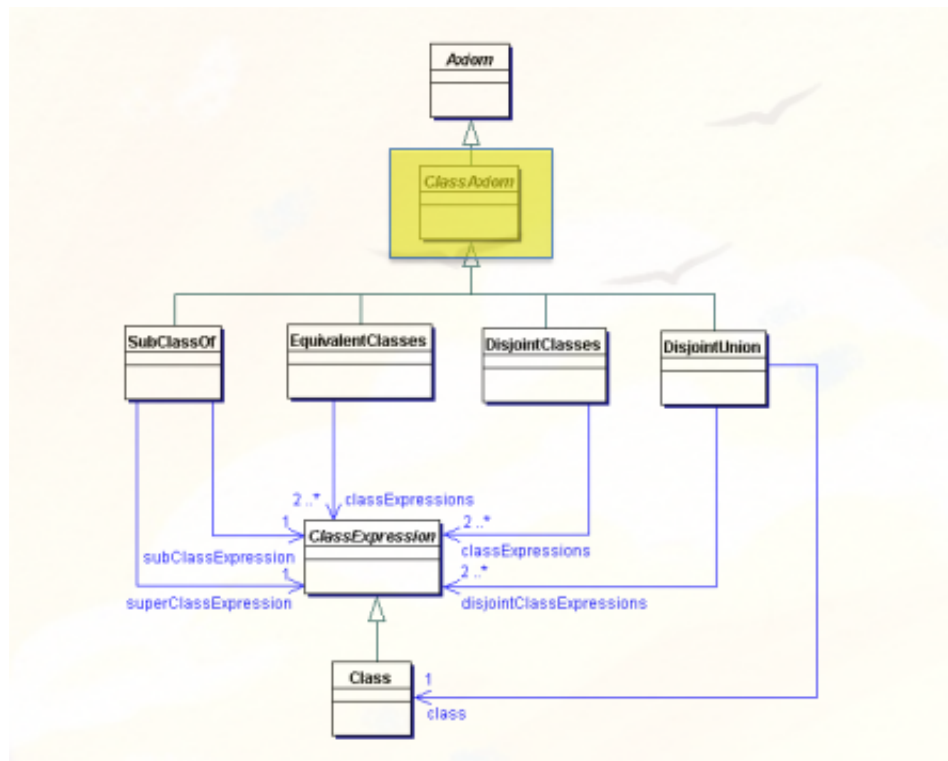 Axiom
ClassAxiom
SubClassOf
EquivalentClasses
DisjointClasses
DisjointUnion
2 ..* classExpressions
1
ClassExpression
2 ..*
subClassExpression
classExpressions
1
2 ..*
superClassExpression
disjointClassExpressions
Class
1
class